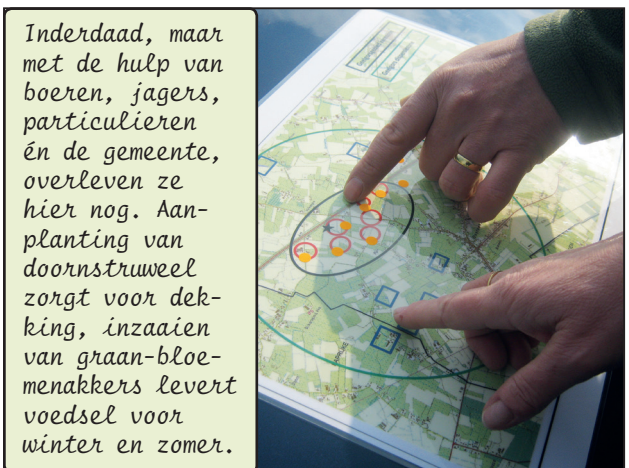 Inderdaad, maar
met de hulp van
boeren, jagers,
particulieren
én de gemeente,
overleven ze
hier nog. Aan-
planting van
doornstruweel
zorgt voor dek-
king, inzaaien
van graan-bloe-
menakkers levert
voedsel voor
winter en zomer.